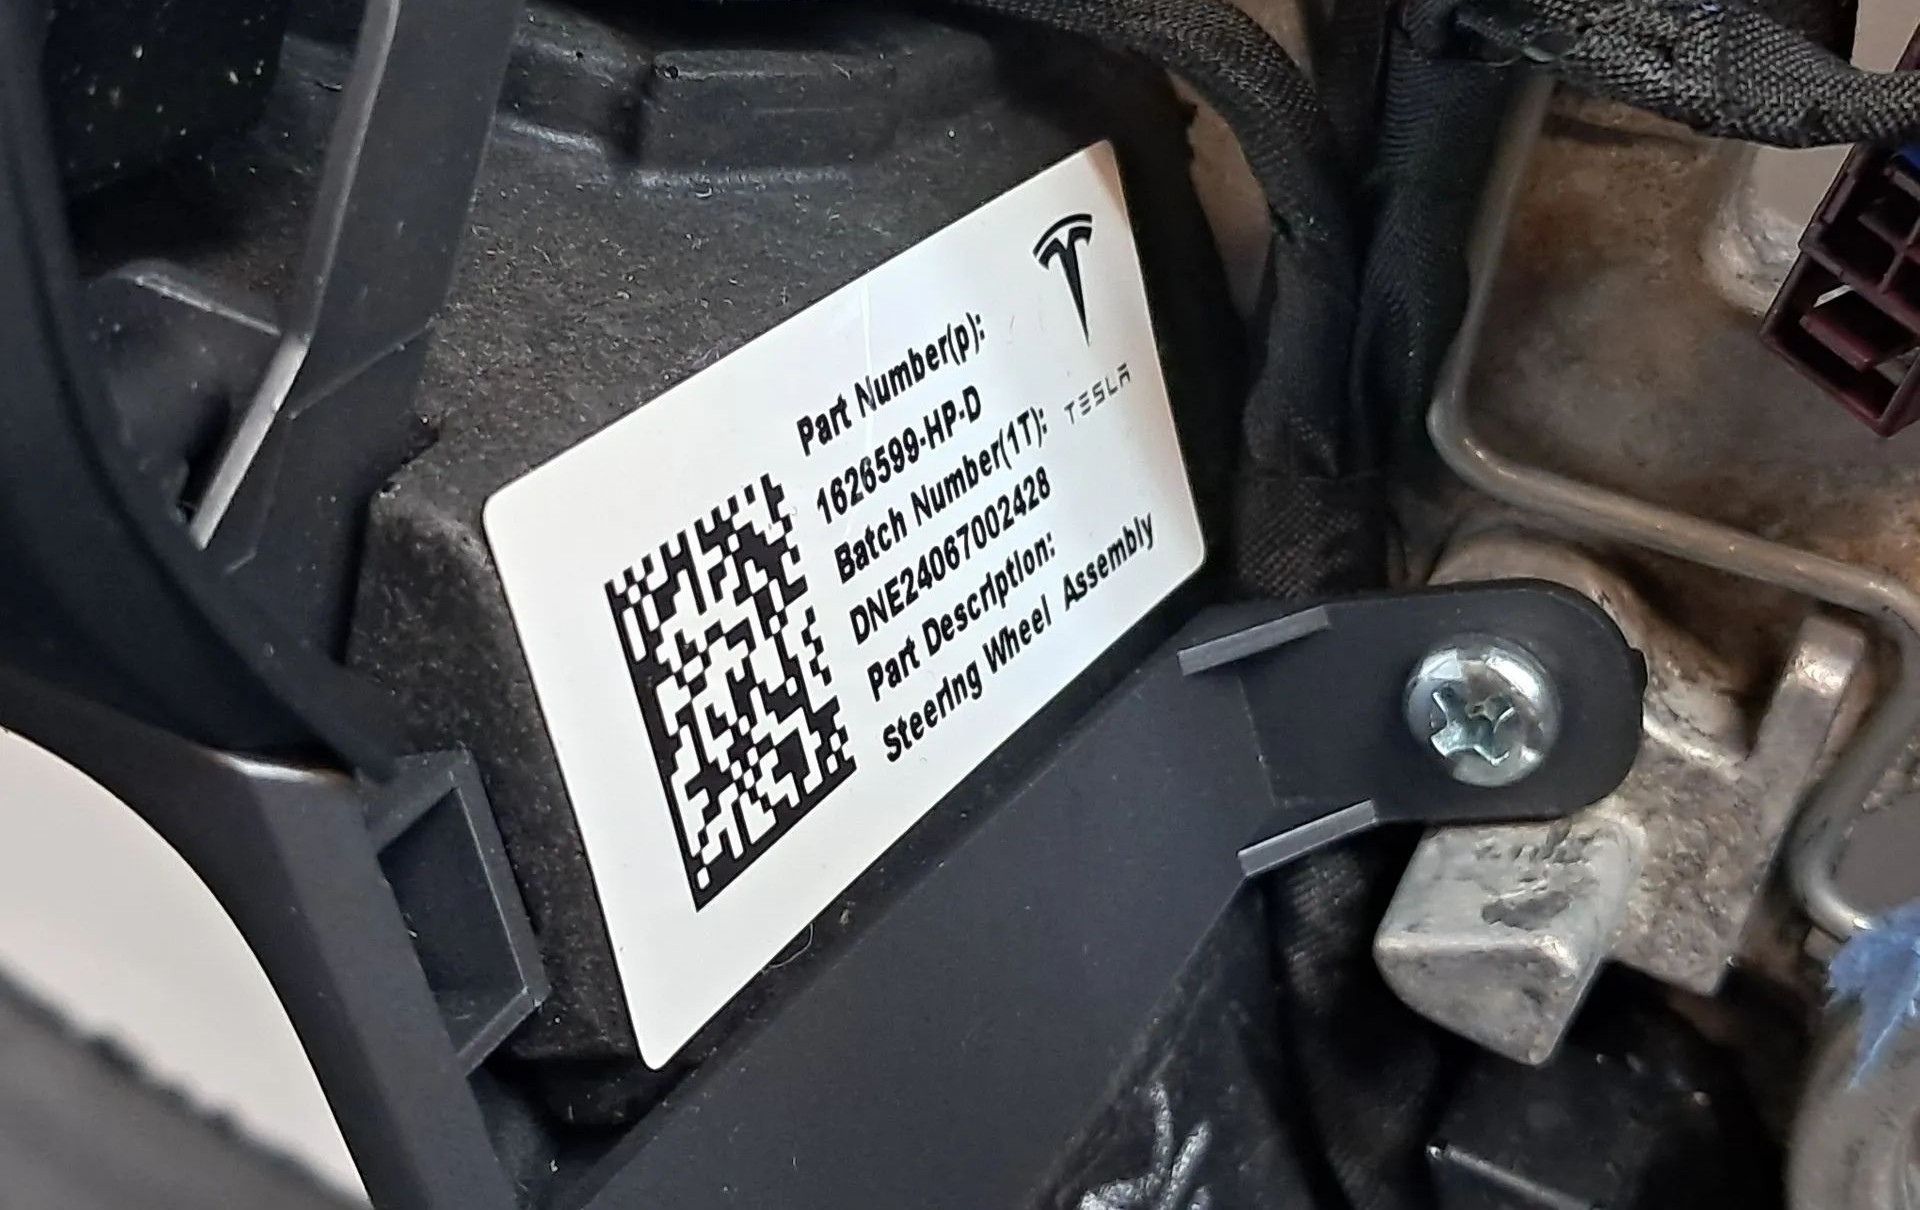 Part Number(p):
1626599-HP-D
Batch Number(1T):
DNE24067002428
Part Description:
Steering Wheel Assembly
TESLA